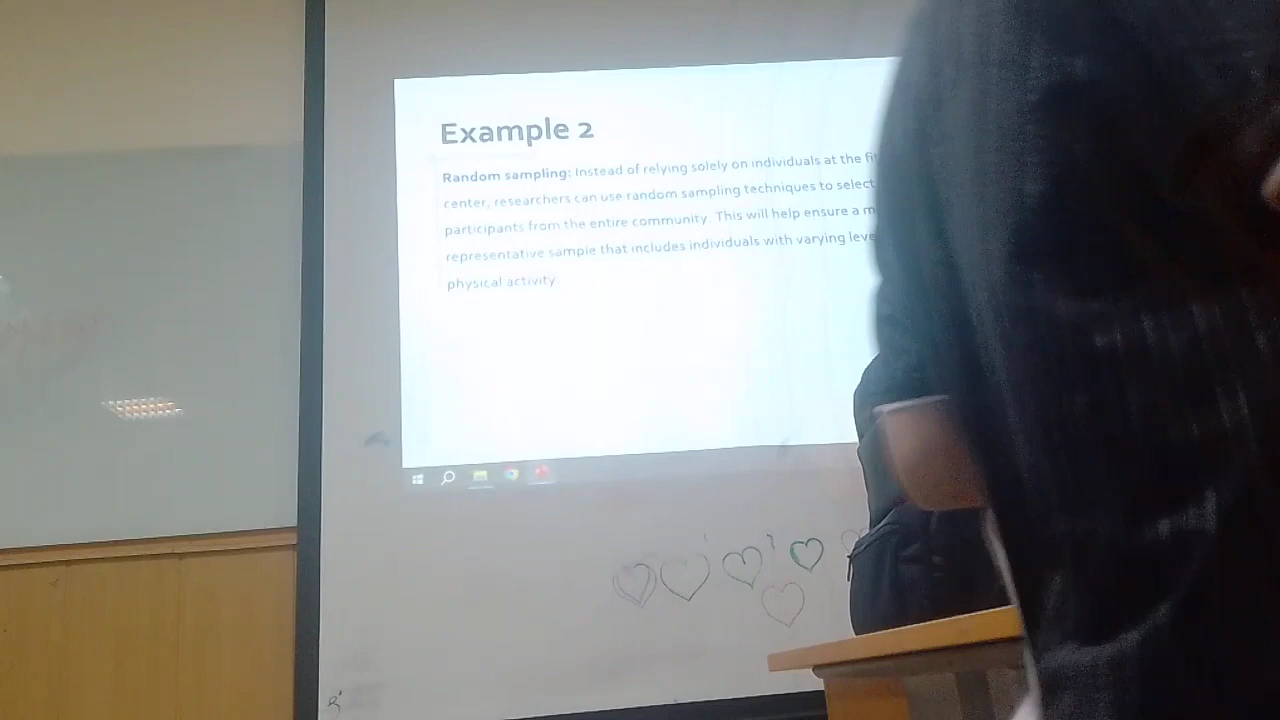 Example 2
Random sampling: Instead of relying solely on individuals at the
center, researchers can use random sampling techniques to select
participants from the entire community. This will help ensure a
representative sample that includes individuals with varying
physical activity